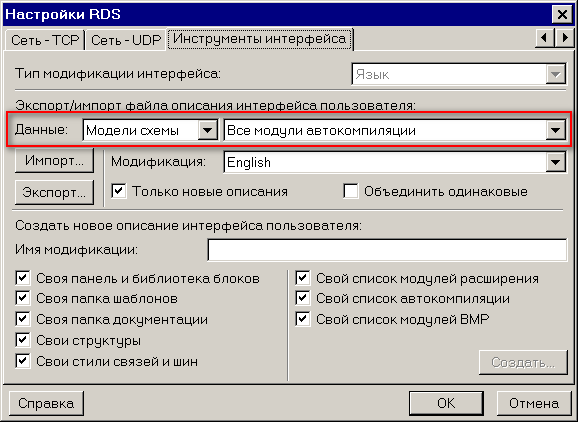 Настройки RDS
Сеть - TCP Сеть - UDP Инструменты интерфейса
Тип модификации интерфейса: Язык
Экспорт/импорт файла описания интерфейса пользователя:
Данные: Модели схемы Все модули автокомпиляции
Импорт... Модификация: English
Экспорт... Только новые описания Объединить одинаковые
Создать новое описание интерфейса пользователя:
Имя модификации:
Своя панель и библиотека блоков Свой список модулей расширения
Своя папка шаблонов Свой список автокомпиляции
Своя папка документации Свой список модулей BMP
Свои структуры
Свои стили связей и шин Создать...
Справка OK Отмена